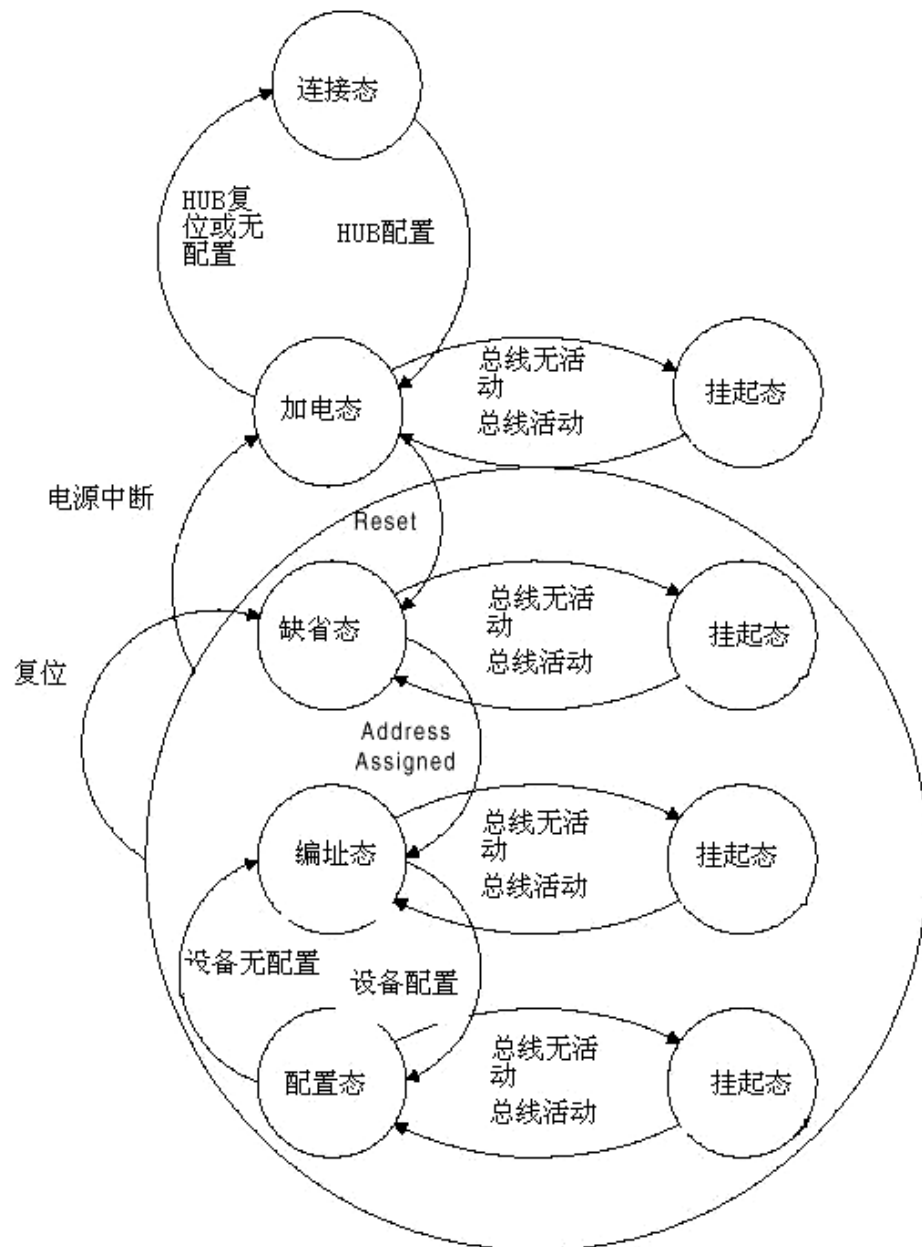 连接态
HUB复
位或无
配置
HUB配置
加电态
总线无活
动
总线活动
挂起态
电源中断
Reset
缺省态
总线无活
动
总线活动
挂起态
复位
Address
Assigned
编址态
总线无活
动
总线活动
挂起态
设备无配置
设备配置
配置态
总线无活
动
总线活动
挂起态